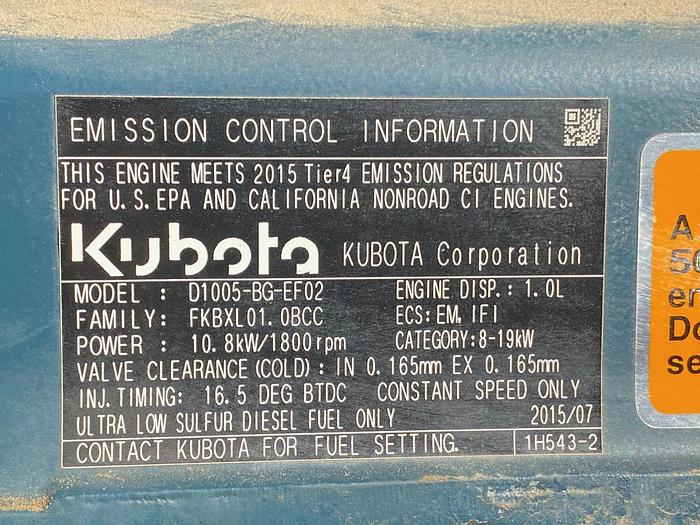 EMISSION CONTROL INFORMATION
THIS ENGINE MEETS 2015 Tier4 EMISSION REGULATIONS
FOR U.S. EPA AND CALIFORNIA NONROAD CI ENGINES.
Kubota KUBOTA Corporation
MODEL : D1005-BG-EF02 ENGINE DISP.: 1.0L
FAMILY: FKBXL01.0BCC ECS: EM, IFI
POWER : 10.8kW/1800rpm CATEGORY:8-19kW
VALVE CLEARANCE(COLD): IN 0.165mm EX 0.165mm
INJ.TIMING: 16.5 DEG BTDC CONSTANT SPEED ONLY
ULTRA LOW SULFUR DIESEL FUEL ONLY 2015/07
CONTACT KUBOTA FOR FUEL SETTING. 1H543-2
A
en
Do
se